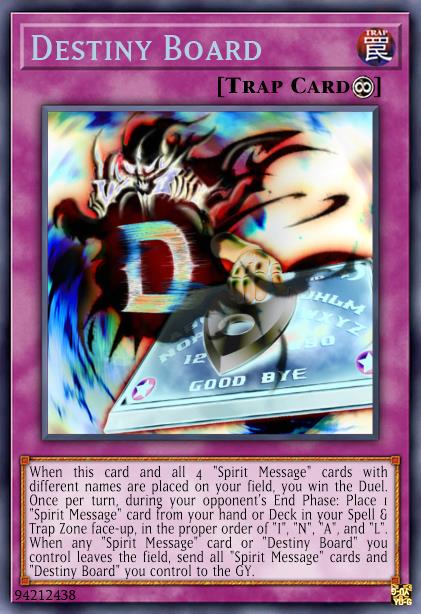 DESTINY BOARD
TRAP
罠
[TRAP CARD]
D
GOOD BYE
When this card and all 4 "Spirit Message" cards with
different names are placed on your field, you win the Duel.
Once per turn, during your opponent's End Phase: Place 1
"Spirit Message" card from your hand or Deck in your Spell &
Trap Zone face-up, in the proper order of "I", "N", "A", and "L".
When any "Spirit Message" card or "Destiny Board" you
control leaves the field, send all "Spirit Message" cards and
"Destiny Board" you control to the GY.
94212438